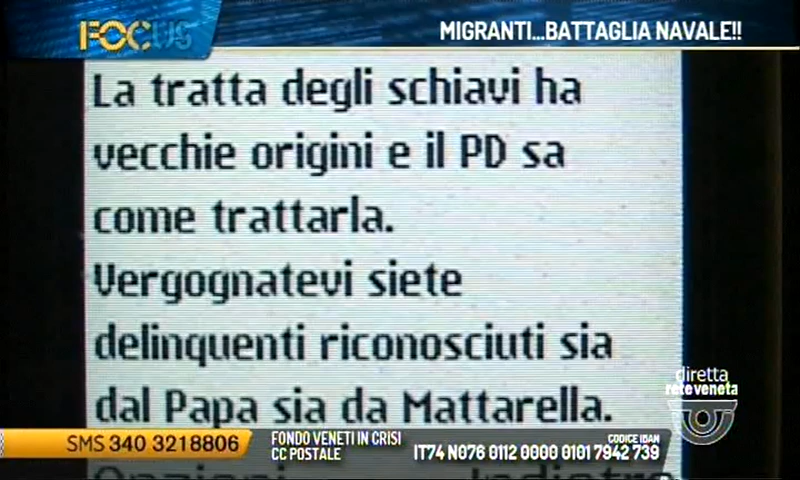 FOCUS
MIGRANTI...BATTAGLIA NAVALE!!
La tratta degli schiavi ha
vecchie origini e il PD sa
come trattarla.
Vergognatevi siete
delinquenti riconosciuti sia
dal Papa sia da Mattarella.
diretta
reteveneta
SMS 340 3218806
FONDO VENETI IN CRISI
CC POSTALE
CODICE IBAN
IT74 N076 0112 0000 0101 7942 739
Opzioni Indietro